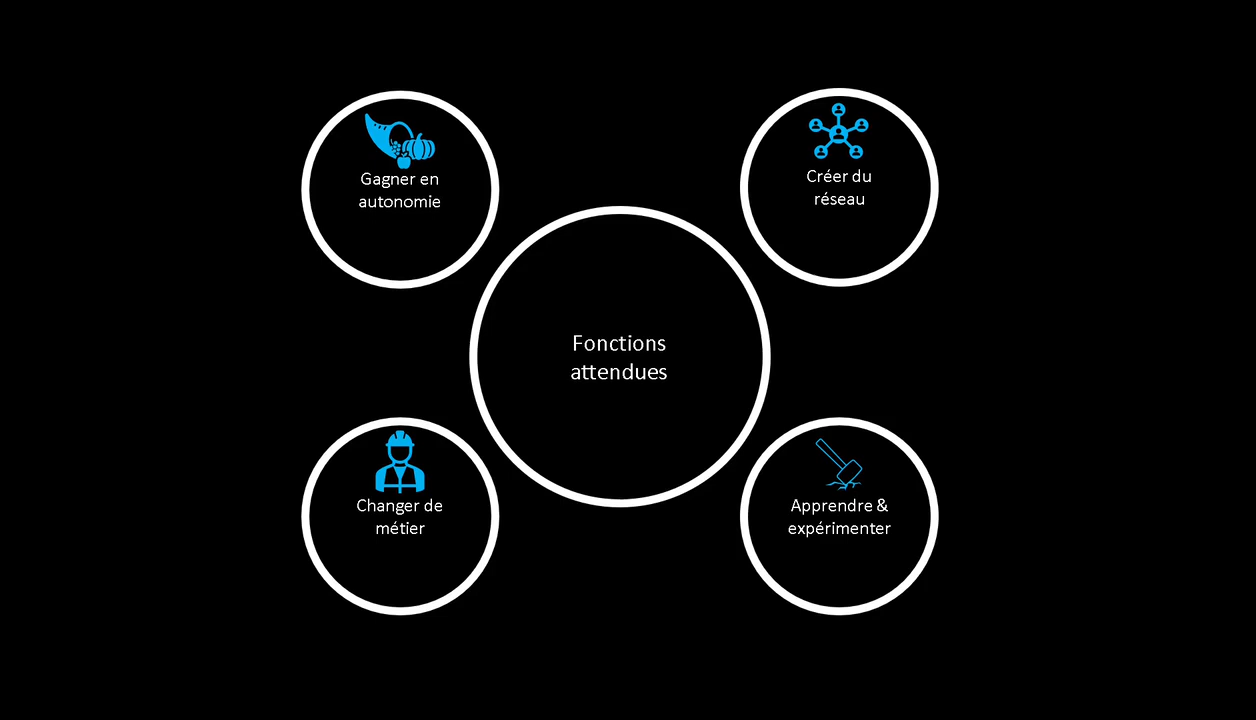 Gagner en
autonomie
Créer du
réseau
Fonctions
attendues
Changer de
métier
Apprendre &
expérimenter